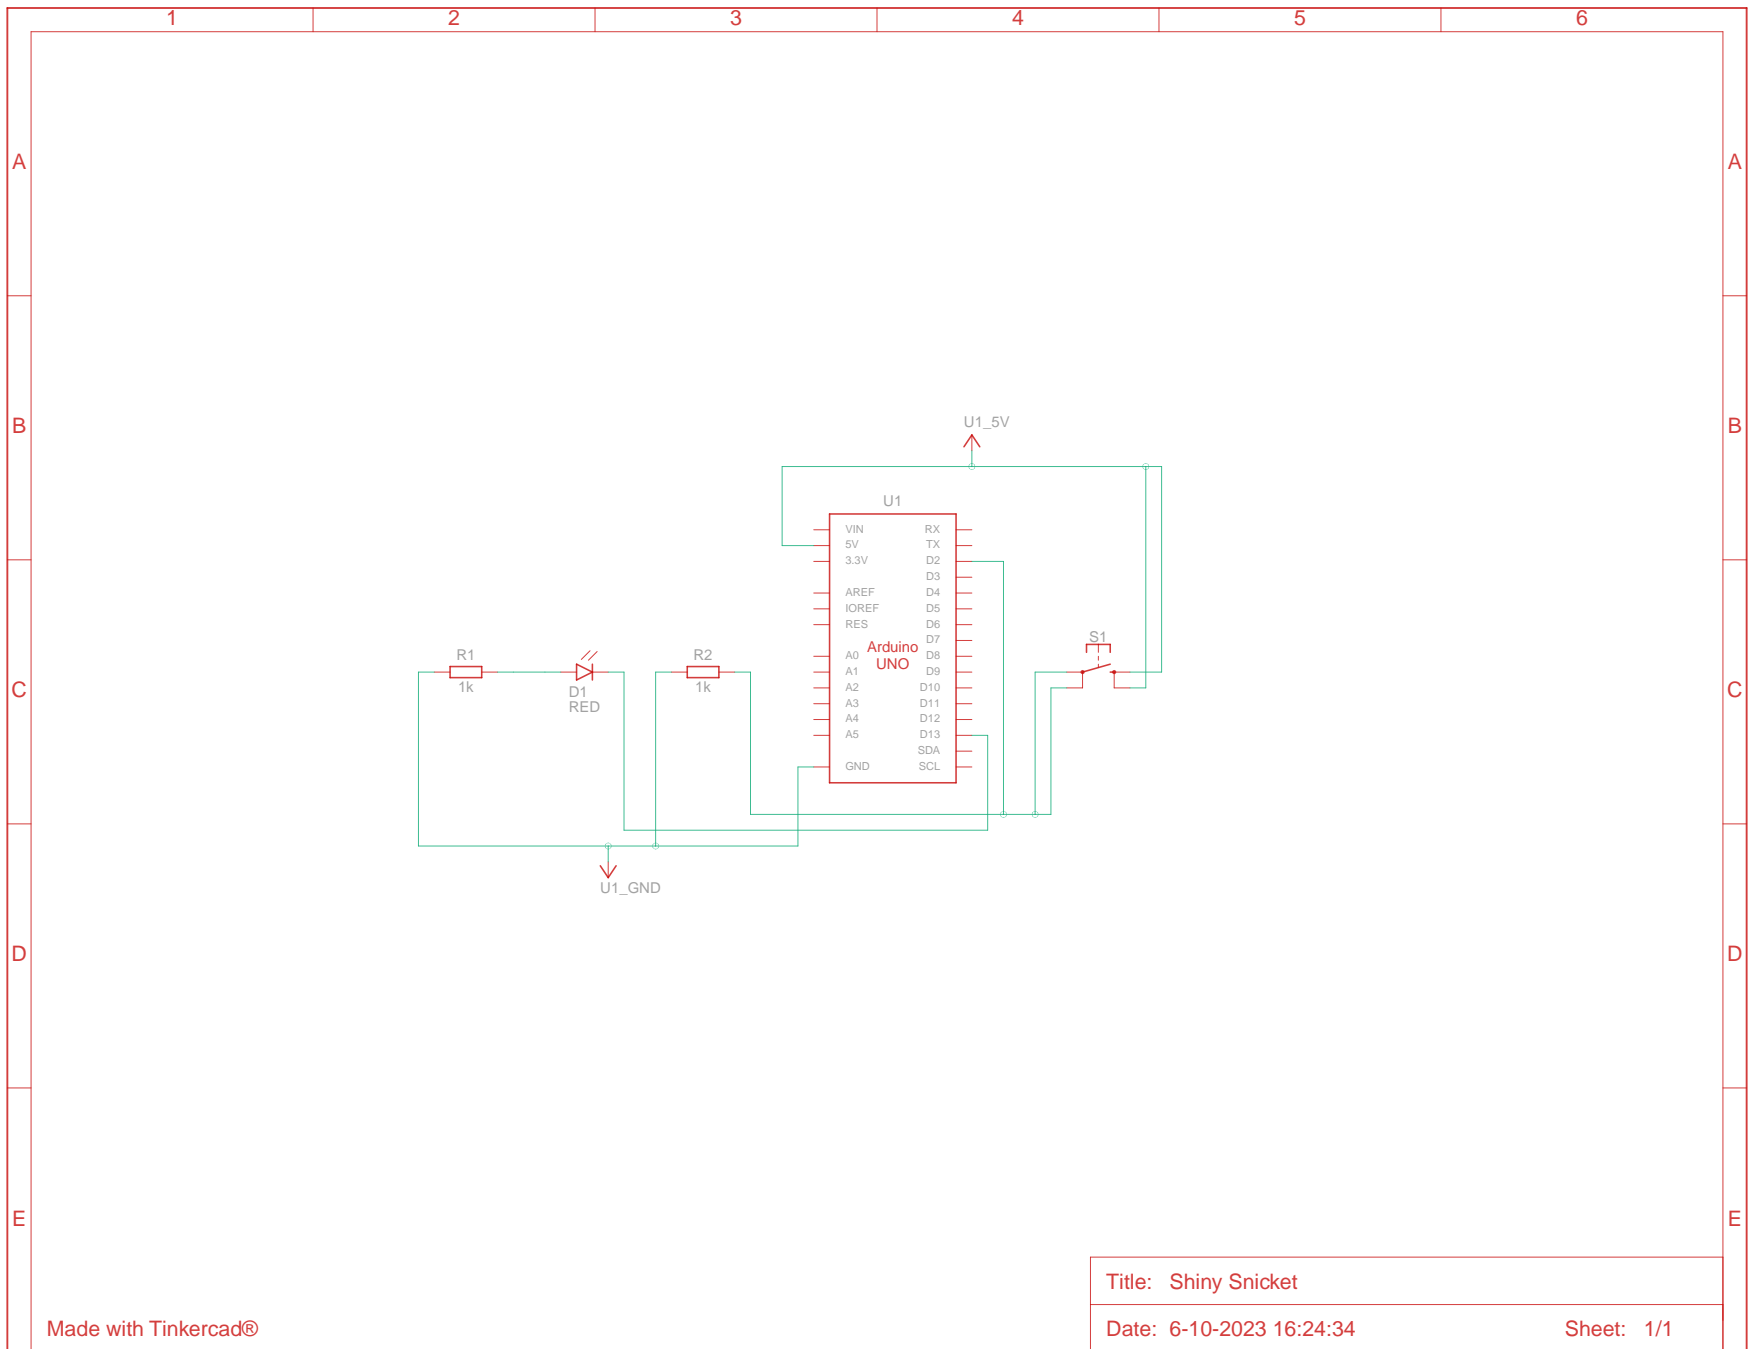 1 2 3 4 5 6
A A
B B
U1_5V
U1
VIN RX
5V TX
3.3V D2
D3
AREF D4
IOREF D5
RES D6
D7
Arduino
UNO
A0 D8
A1 D9
A2 D10
A3 D11
A4 D12
A5 D13
SDA
GND SCL
S1
R1
1k
D1
RED
R2
1k
C C
U1_GND
D D
E E
Title: Shiny Snicket
Made with Tinkercad®
Date: 6-10-2023 16:24:34 Sheet: 1/1